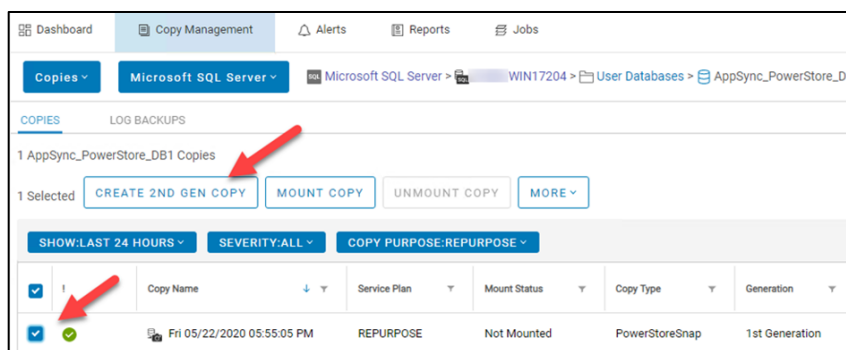 Dashboard Copy Management Alerts Reports Jobs
Copies Microsoft SQL Server SQL Microsoft SQL Server > WIN17204 > User Databases > AppSync_PowerStore_D
COPIES LOG BACKUPS
1 AppSync_PowerStore_DB1 Copies
1 Selected CREATE 2ND GEN COPY MOUNT COPY UNMOUNT COPY MORE
SHOW:LAST 24 HOURS SEVERITY:ALL COPY PURPOSE:REPURPOSE
! Copy Name Service Plan Mount Status Copy Type Generation
Fri 05/22/2020 05:55:05 PM REPURPOSE Not Mounted PowerStoreSnap 1st Generation